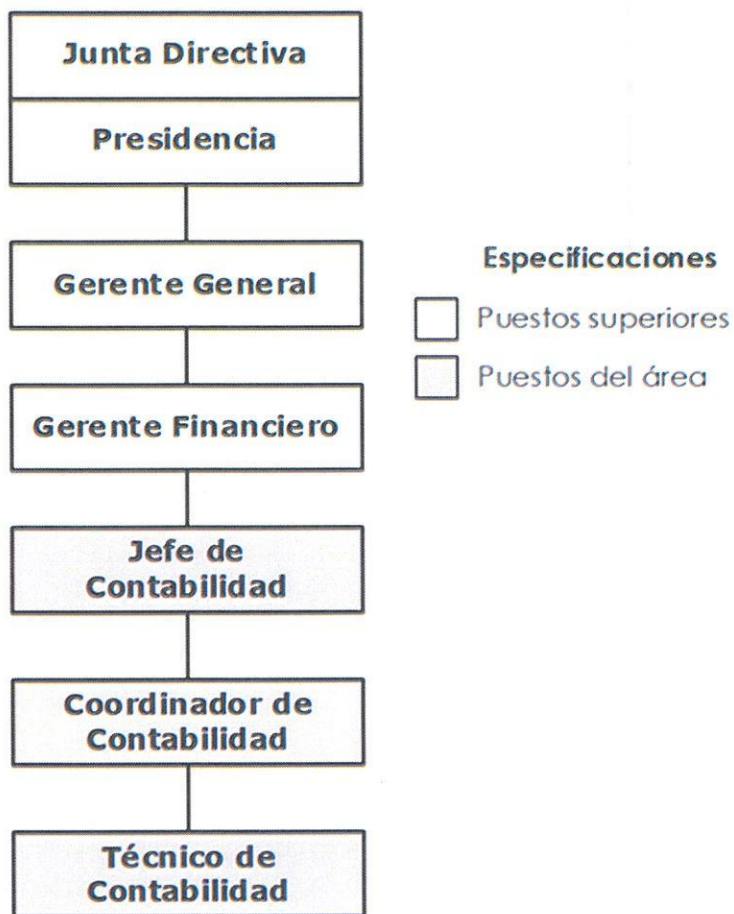 Junta Directiva
Presidencia
Gerente General
Gerente Financiero
Jefe de
Contabilidad
Coordinador de
Contabilidad
Técnico de
Contabilidad
Especificaciones
Puestos superiores
Puestos del área